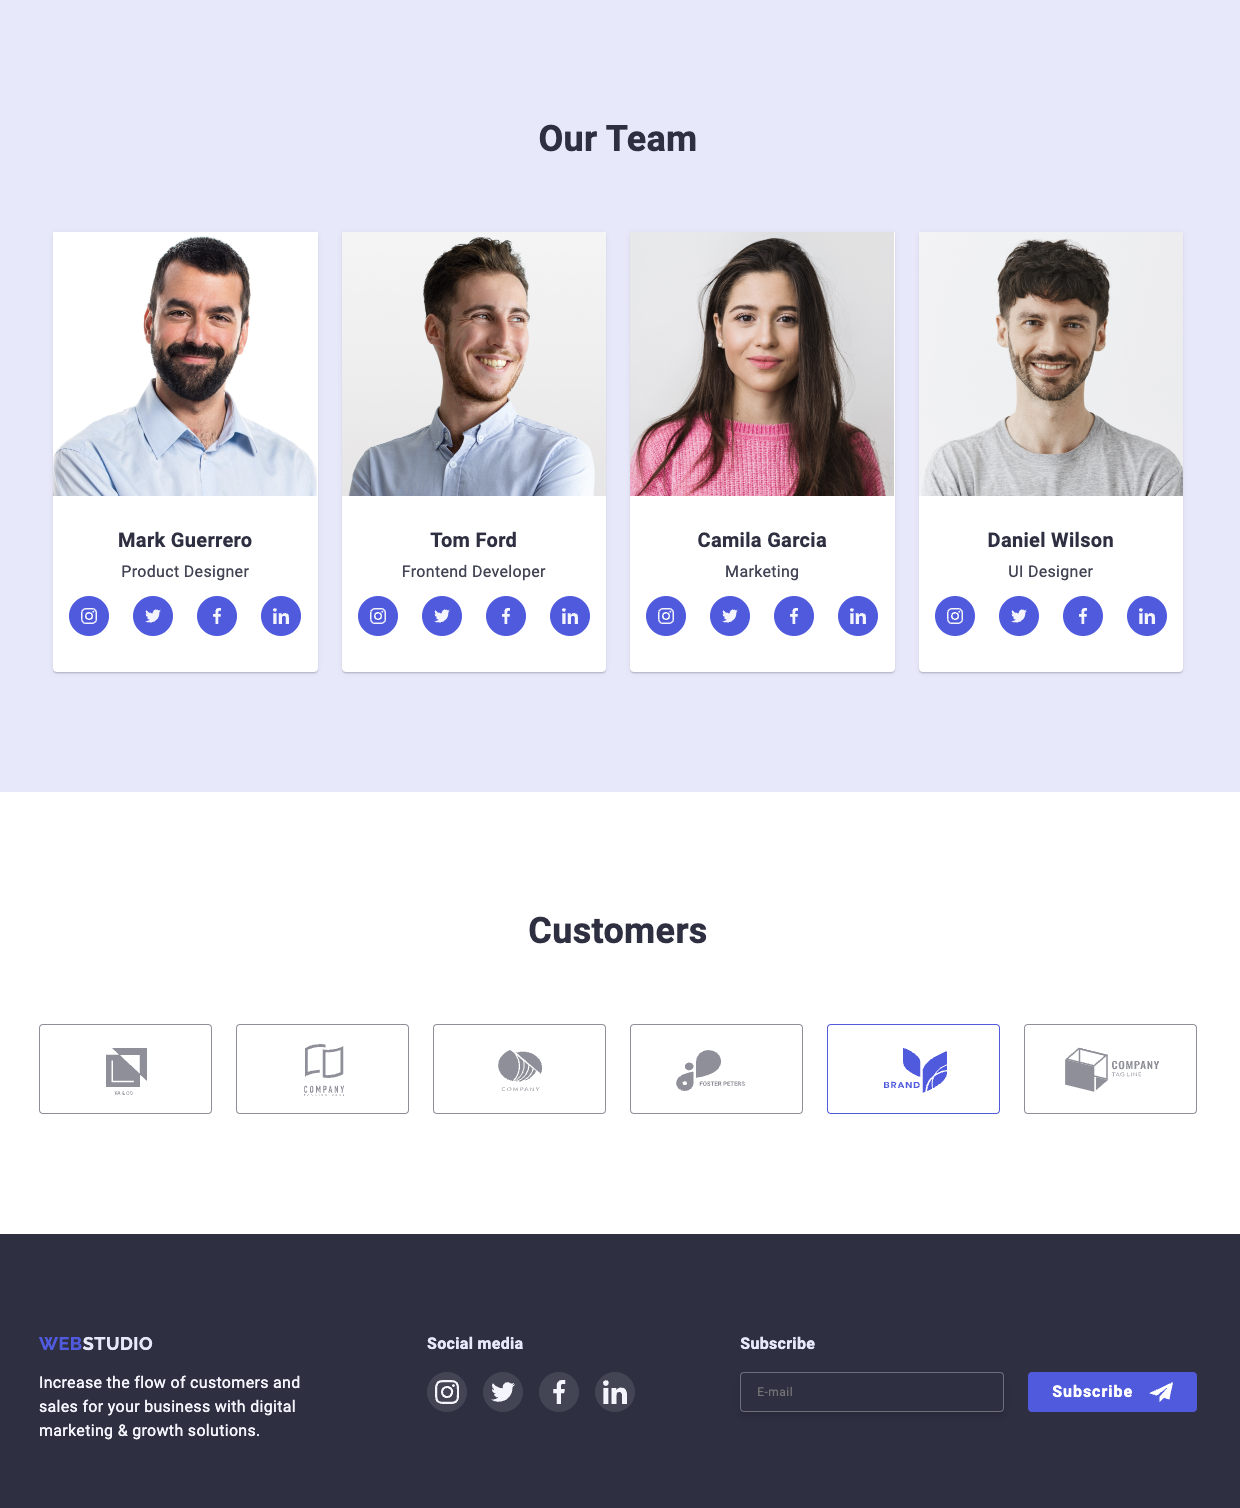 Our Team
Mark Guerrero
Product Designer
Tom Ford
Frontend Developer
Camila Garcia
Marketing
Daniel Wilson
UI Designer
Customers
COMPANY
COMPANY
FOSTER PETERS
BRAND
COMPANY
TAG LINE
WEBSTUDIO
Increase the flow of customers and
sales for your business with digital
marketing & growth solutions.
Social media
Subscribe
E-mail
Subscribe